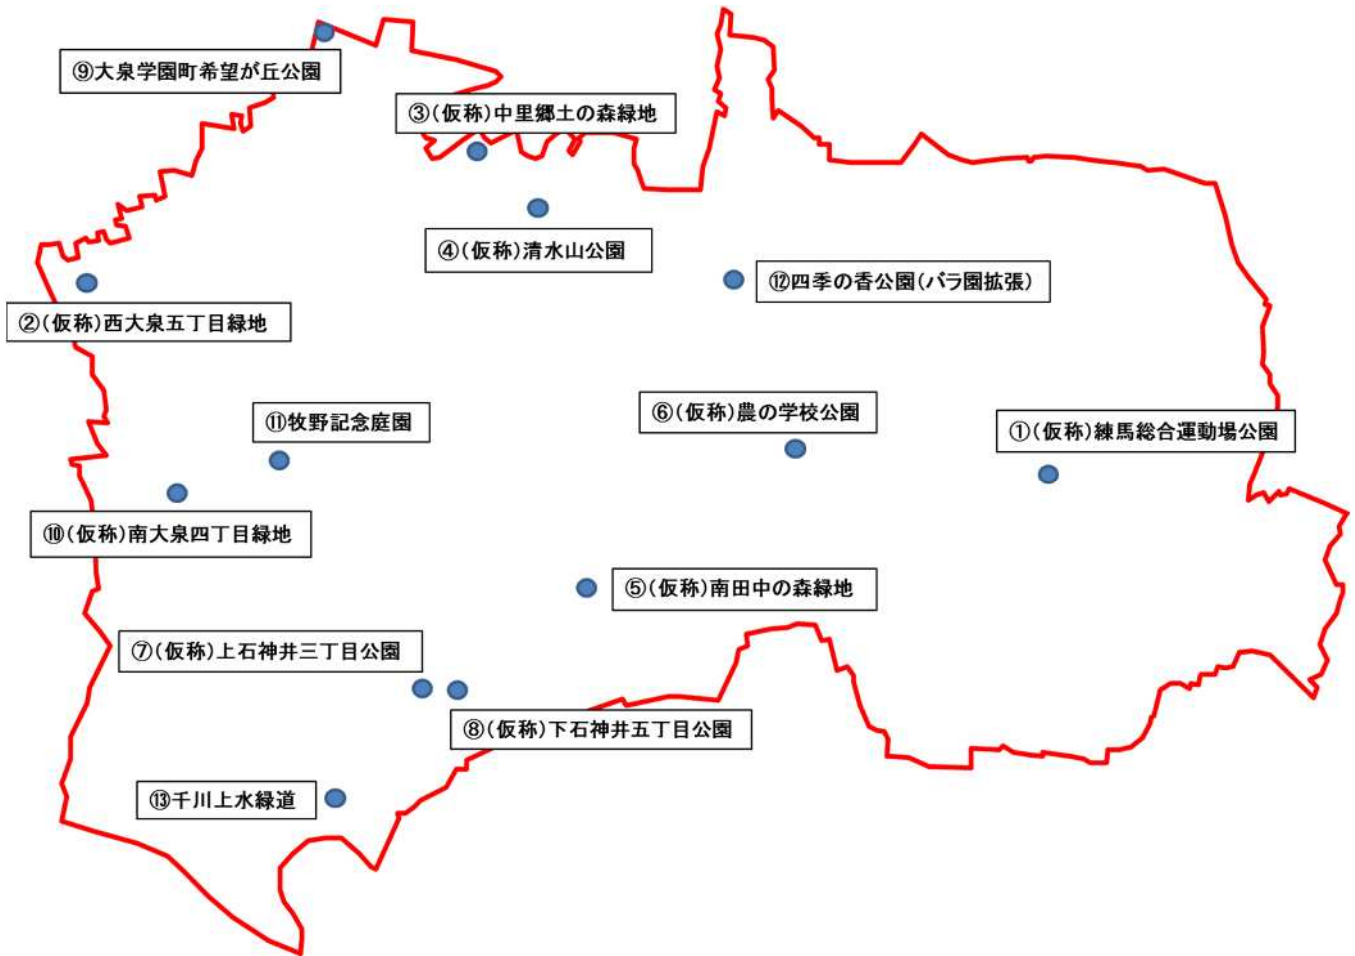 ⑨大泉学園町希望が丘公園
③(仮称)中里郷土の森緑地
④(仮称)清水山公園
⑫四季の香公園(バラ園拡張)
②(仮称)西大泉五丁目緑地
⑪牧野記念庭園
⑥(仮称)農の学校公園
①(仮称)練馬総合運動場公園
⑩(仮称)南大泉四丁目緑地
⑤(仮称)南田中の森緑地
⑦(仮称)上石神井三丁目公園
⑧(仮称)下石神井五丁目公園
⑬千川上水緑道